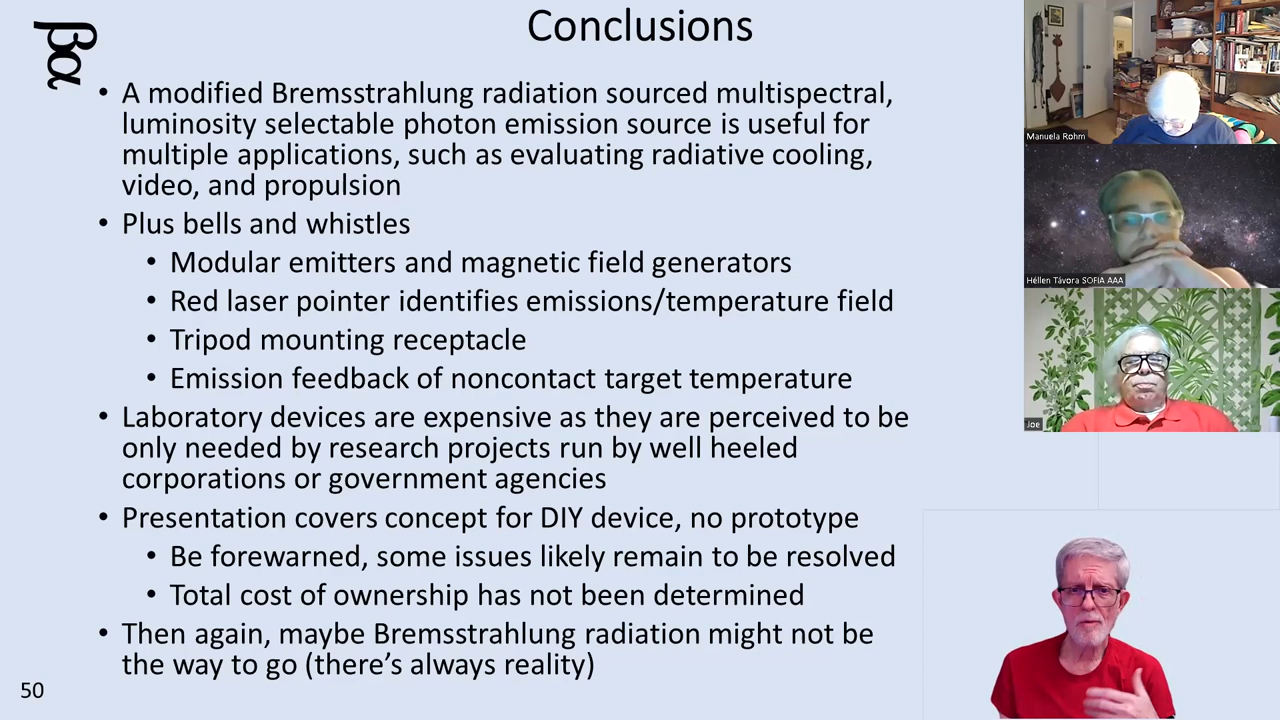 Conclusions
βα
• A modified Bremsstrahlung radiation sourced multispectral,
luminosity selectable photon emission source is useful for
multiple applications, such as evaluating radiative cooling,
video, and propulsion
• Plus bells and whistles
• Modular emitters and magnetic field generators
• Red laser pointer identifies emissions/temperature field
• Tripod mounting receptacle
• Emission feedback of noncontact target temperature
• Laboratory devices are expensive as they are perceived to be
only needed by research projects run by well heeled
corporations or government agencies
• Presentation covers concept for DIY device, no prototype
• Be forewarned, some issues likely remain to be resolved
• Total cost of ownership has not been determined
• Then again, maybe Bremsstrahlung radiation might not be
the way to go (there’s always reality)
50
Manuela Rohm
Héllen Távora SOFIA AAA
Joe